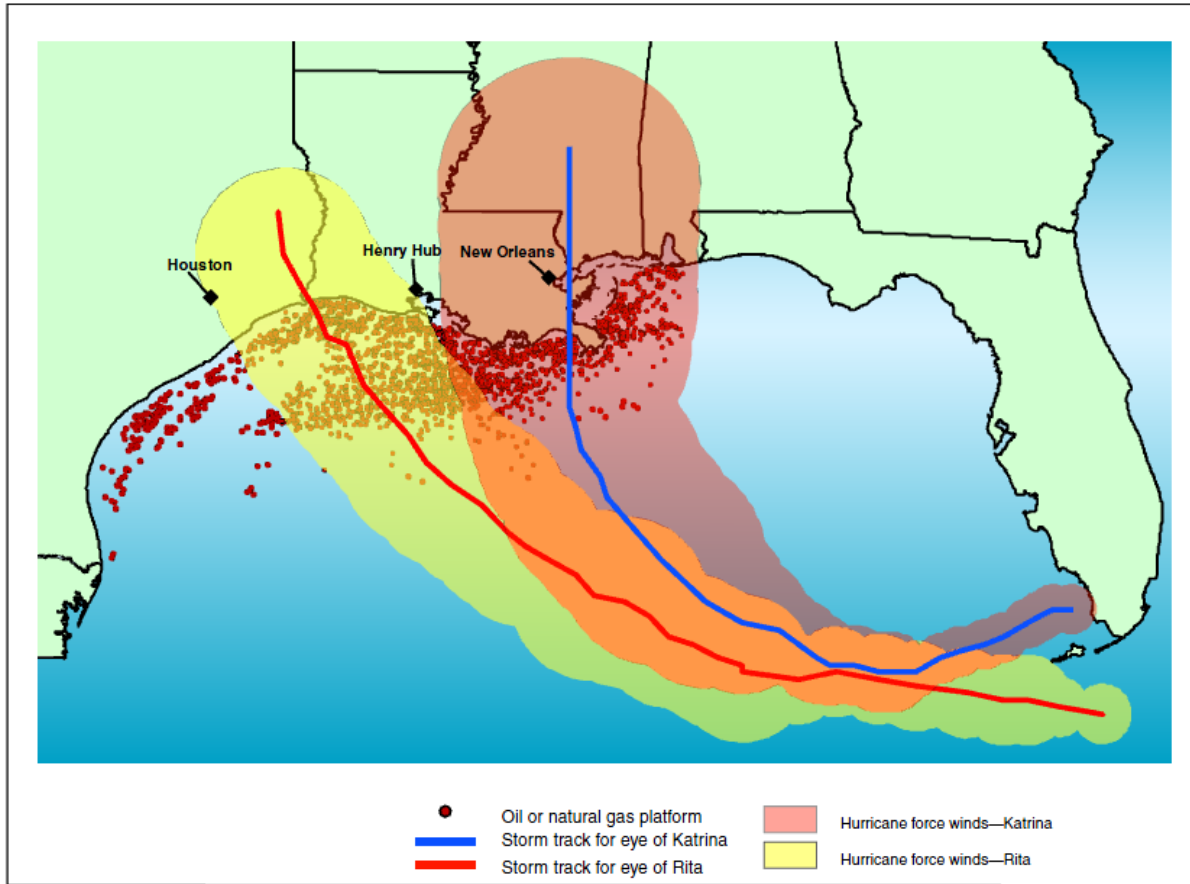 Henry Hub
New Orleans
Houston
Oil or natural gas platform
Storm track for eye of Katrina
Storm track for eye of Rita
Hurricane force winds—Katrina
Hurricane force winds—Rita